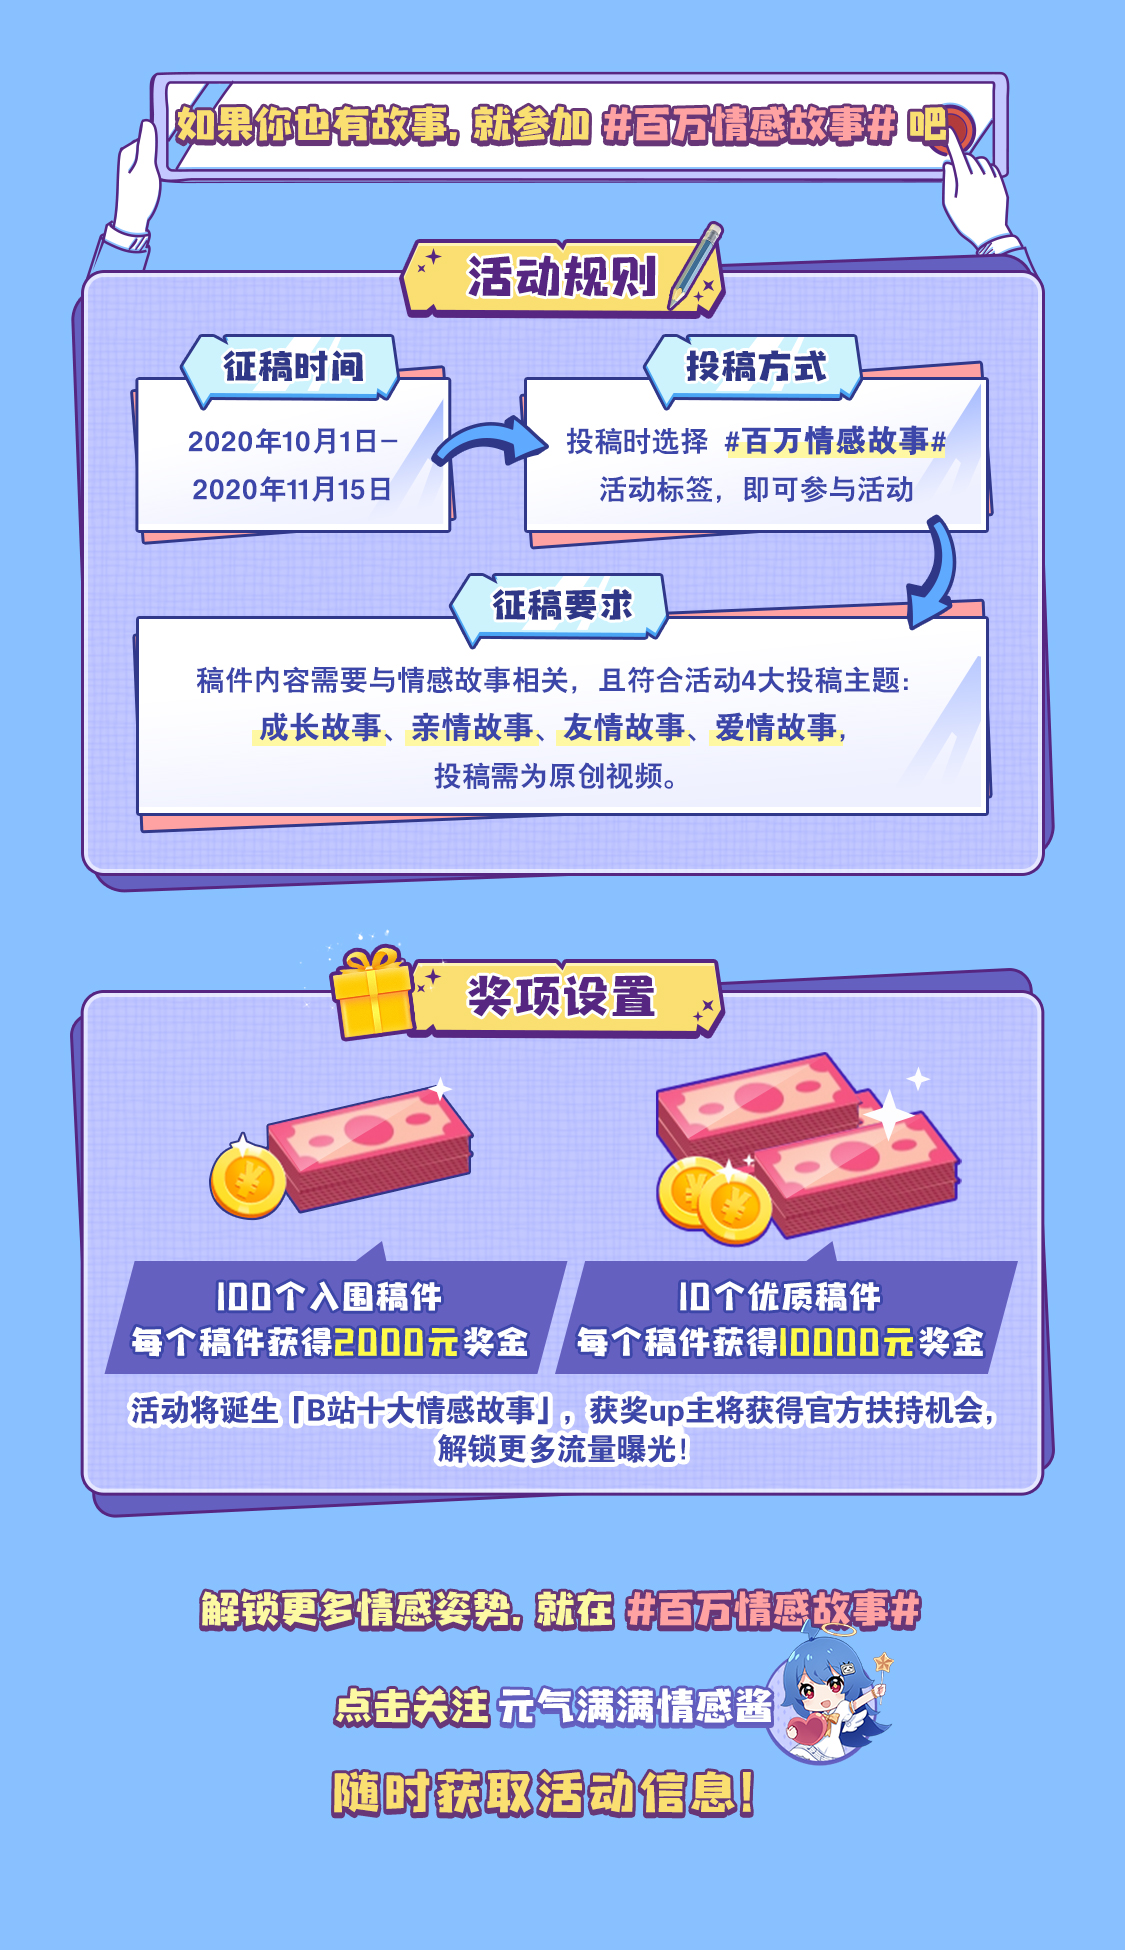 如果你也有故事，就参加 #百万情感故事# 吧
活动规则
征稿时间
2020年10月1日-
2020年11月15日
投稿方式
投稿时选择 #百万情感故事#
活动标签，即可参与活动
征稿要求
稿件内容需要与情感故事相关，且符合活动4大投稿主题：
成长故事、亲情故事、友情故事、爱情故事，
投稿需为原创视频。
奖项设置
100个入围稿件
每个稿件获得2000元奖金
10个优质稿件
每个稿件获得10000元奖金
活动将诞生「B站十大情感故事」，获奖up主将获得官方扶持机会，
解锁更多流量曝光！
解锁更多情感姿势，就在 #百万情感故事#
点击关注 元气满满情感酱
随时获取活动信息！